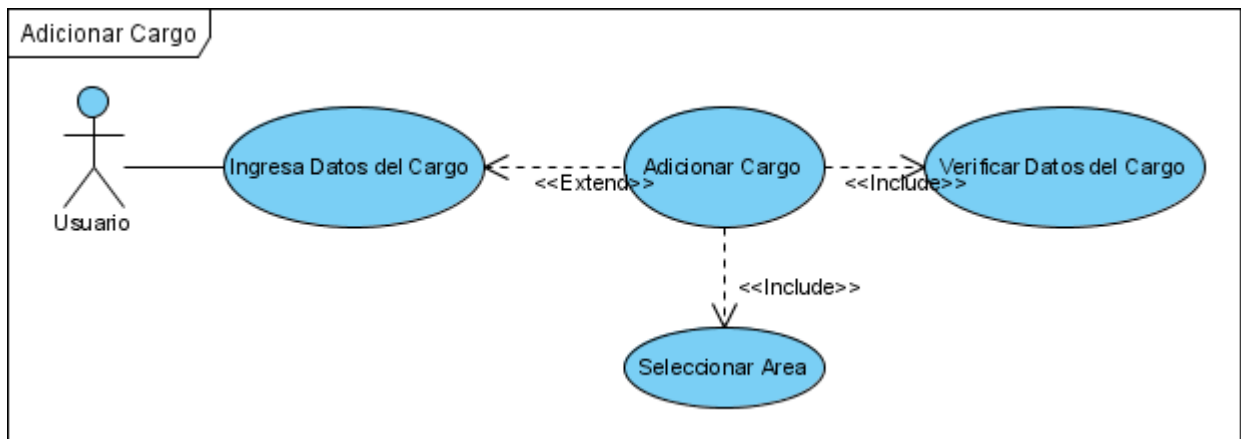 Adicionar Cargo
Usuario
Ingresa Datos del Cargo
<<Extend>>
Adicionar Cargo
<<Include>>
Verificar Datos del Cargo
<<Include>>
Seleccionar Area